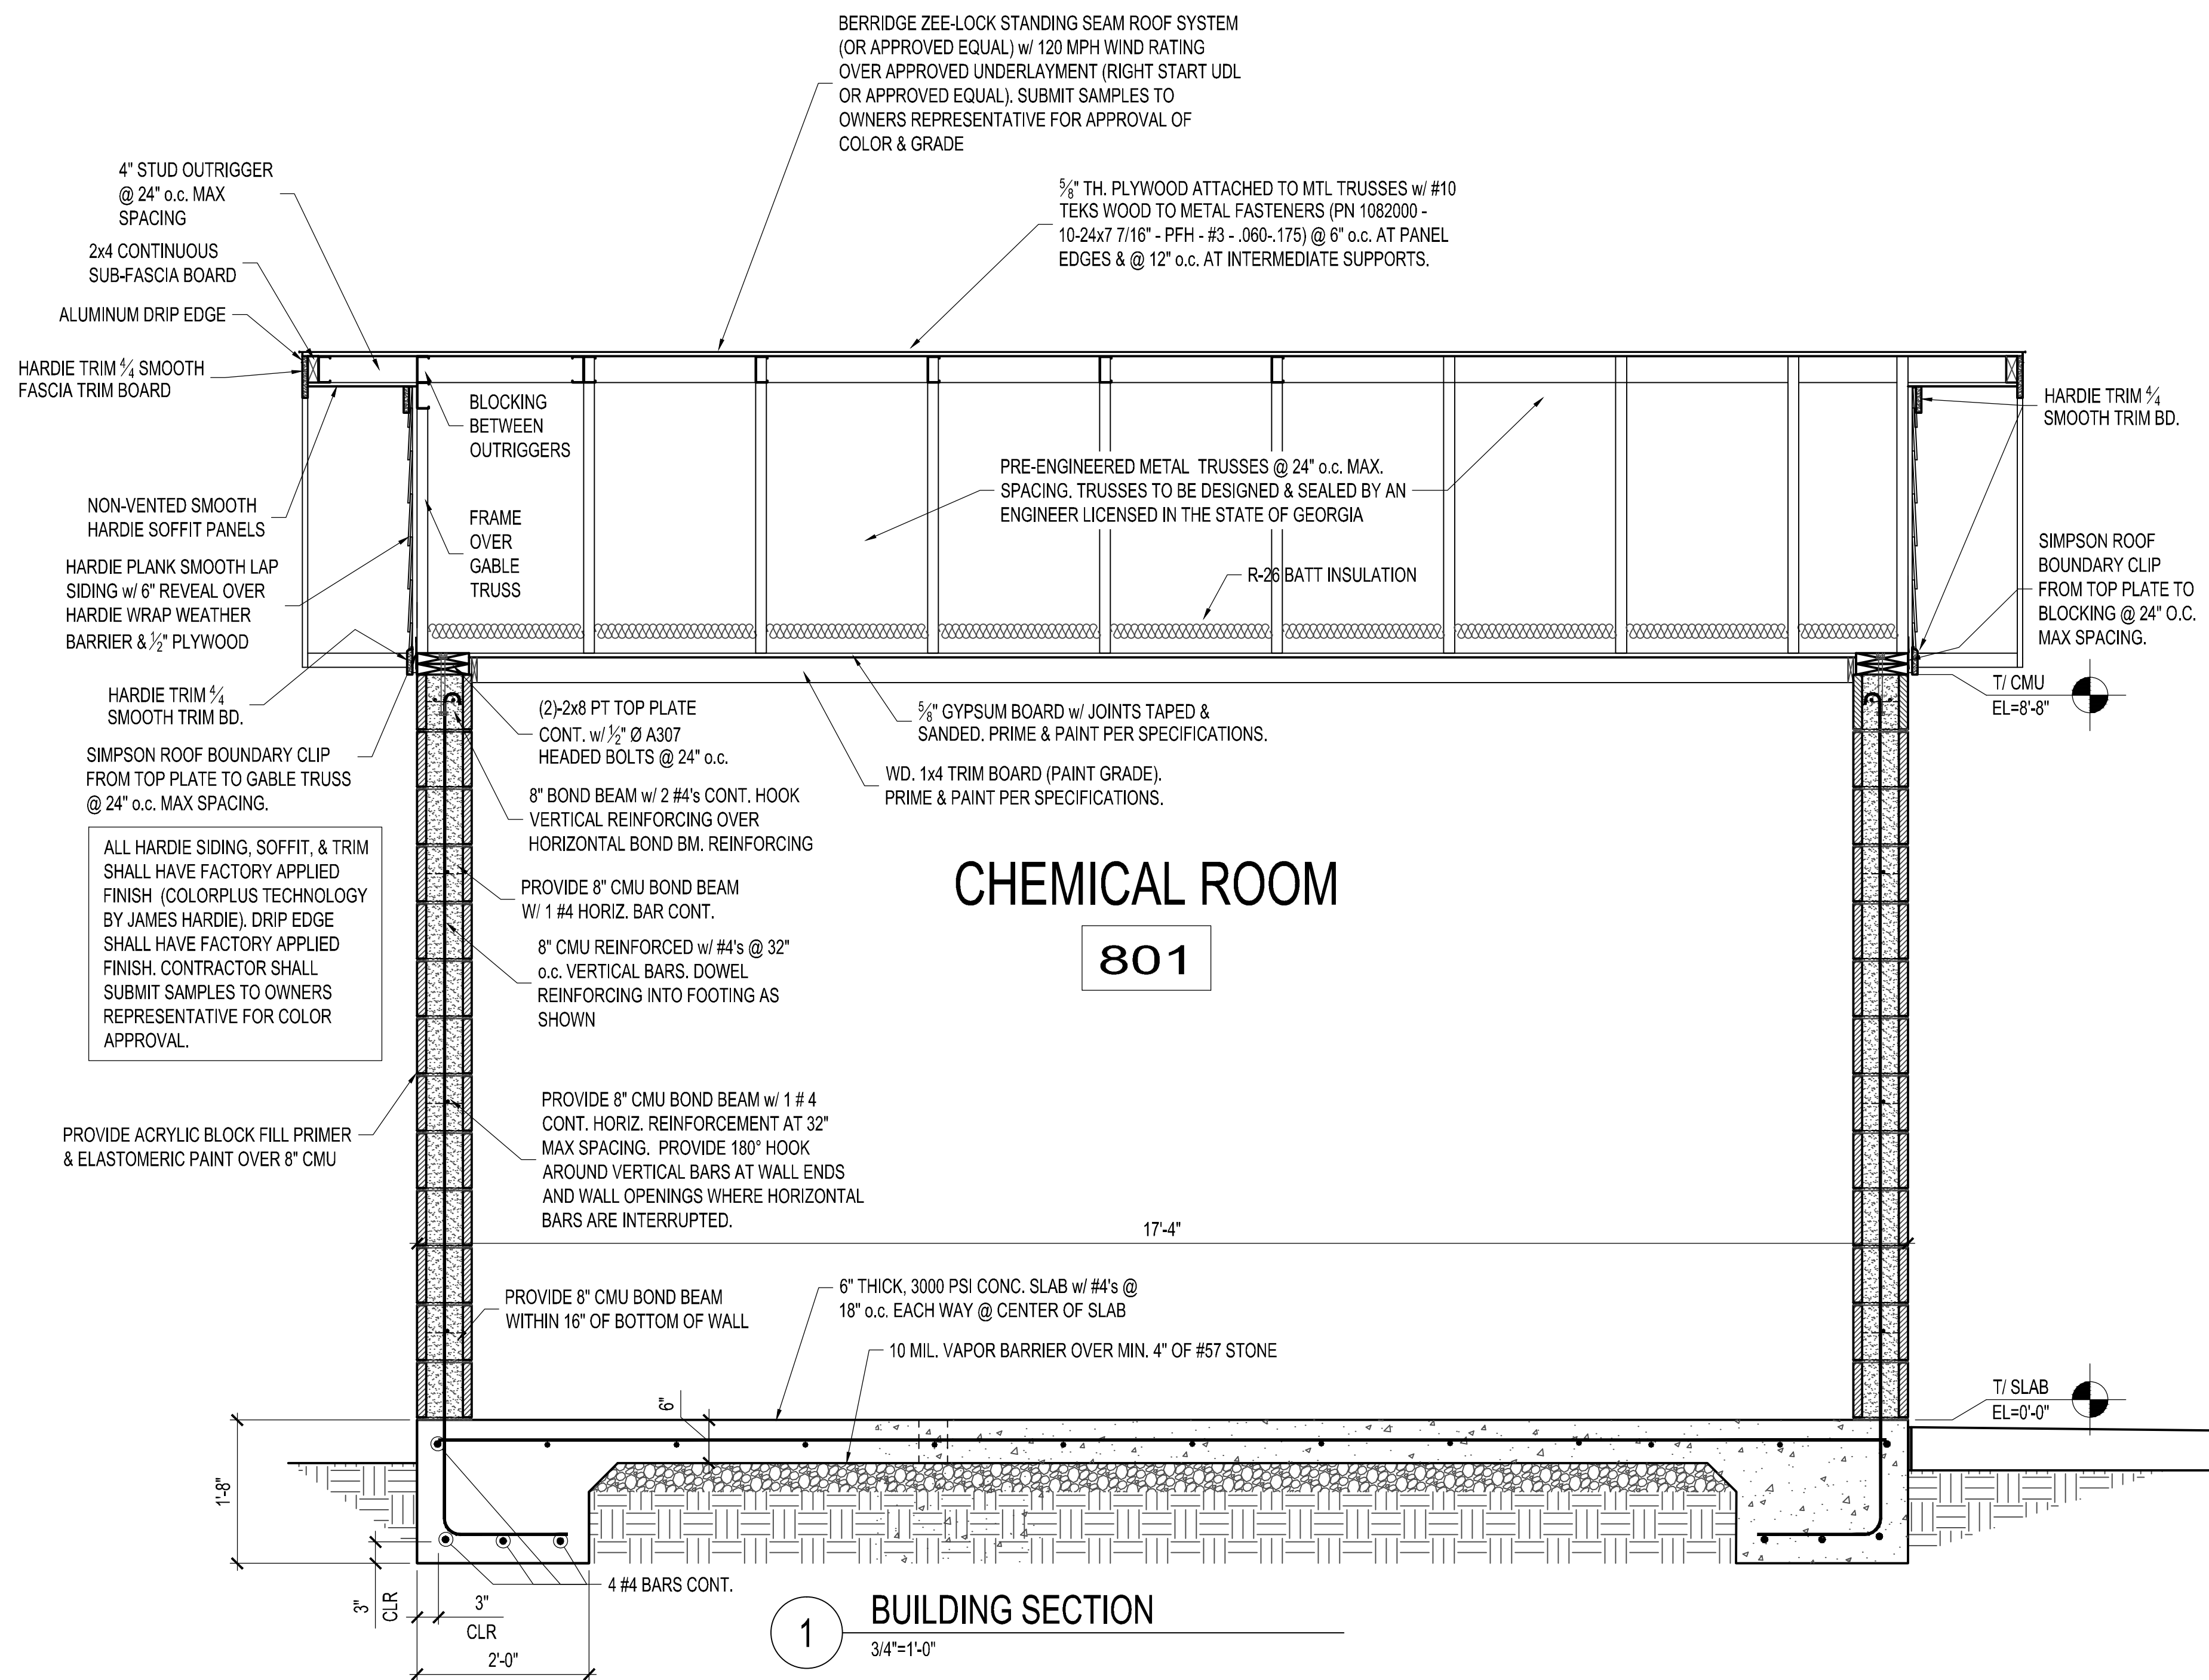 BERRIDGE ZEE-LOCK STANDING SEAM ROOF SYSTEM
(OR APPROVED EQUAL) w/ 120 MPH WIND RATING
OVER APPROVED UNDERLAYMENT (RIGHT START UDL
OR APPROVED EQUAL). SUBMIT SAMPLES TO
OWNERS REPRESENTATIVE FOR APPROVAL OF
COLOR & GRADE
4" STUD OUTRIGGER
@ 24" o.c. MAX
SPACING
2x4 CONTINUOUS
SUB-FASCIA BOARD
ALUMINUM DRIP EDGE
HARDIE TRIM 4/4 SMOOTH
FASCIA TRIM BOARD
5/8" TH. PLYWOOD ATTACHED TO MTL TRUSSES w/ #10
TEKS WOOD TO METAL FASTENERS (PN 1082000 -
10-24x7 7/16" - PFH - #3 - .060-.175) @ 6" o.c. AT PANEL
EDGES & @ 12" o.c. AT INTERMEDIATE SUPPORTS.
BLOCKING
BETWEEN
OUTRIGGERS
HARDIE TRIM 4/4
SMOOTH TRIM BD.
PRE-ENGINEERED METAL TRUSSES @ 24" o.c. MAX.
SPACING. TRUSSES TO BE DESIGNED & SEALED BY AN
ENGINEER LICENSED IN THE STATE OF GEORGIA
NON-VENTED SMOOTH
HARDIE SOFFIT PANELS
FRAME
OVER
GABLE
TRUSS
HARDIE PLANK SMOOTH LAP
SIDING w/ 6" REVEAL OVER
HARDIE WRAP WEATHER
BARRIER & 1/2" PLYWOOD
R-26 BATT INSULATION
SIMPSON ROOF
BOUNDARY CLIP
FROM TOP PLATE TO
BLOCKING @ 24" O.C.
MAX SPACING.
HARDIE TRIM 4/4
SMOOTH TRIM BD.
T/ CMU
EL=8'-8"
(2)-2x8 PT TOP PLATE
CONT. w/ 1/2" Ø A307
HEADED BOLTS @ 24" o.c.
5/8" GYPSUM BOARD w/ JOINTS TAPED &
SANDED. PRIME & PAINT PER SPECIFICATIONS.
SIMPSON ROOF BOUNDARY CLIP
FROM TOP PLATE TO GABLE TRUSS
@ 24" o.c. MAX SPACING.
WD. 1x4 TRIM BOARD (PAINT GRADE).
PRIME & PAINT PER SPECIFICATIONS.
8" BOND BEAM w/ 2 #4's CONT. HOOK
VERTICAL REINFORCING OVER
HORIZONTAL BOND BM. REINFORCING
ALL HARDIE SIDING, SOFFIT, & TRIM
SHALL HAVE FACTORY APPLIED
FINISH (COLORPLUS TECHNOLOGY
BY JAMES HARDIE). DRIP EDGE
SHALL HAVE FACTORY APPLIED
FINISH. CONTRACTOR SHALL
SUBMIT SAMPLES TO OWNERS
REPRESENTATIVE FOR COLOR
APPROVAL.
PROVIDE 8" CMU BOND BEAM
W/ 1 #4 HORIZ. BAR CONT.
CHEMICAL ROOM
801
8" CMU REINFORCED w/ #4's @ 32"
o.c. VERTICAL BARS. DOWEL
REINFORCING INTO FOOTING AS
SHOWN
PROVIDE 8" CMU BOND BEAM w/ 1 # 4
CONT. HORIZ. REINFORCEMENT AT 32"
MAX SPACING. PROVIDE 180° HOOK
AROUND VERTICAL BARS AT WALL ENDS
AND WALL OPENINGS WHERE HORIZONTAL
BARS ARE INTERRUPTED.
PROVIDE ACRYLIC BLOCK FILL PRIMER
& ELASTOMERIC PAINT OVER 8" CMU
17'-4"
PROVIDE 8" CMU BOND BEAM
WITHIN 16" OF BOTTOM OF WALL
6" THICK, 3000 PSI CONC. SLAB w/ #4's @
18" o.c. EACH WAY @ CENTER OF SLAB
10 MIL. VAPOR BARRIER OVER MIN. 4" OF #57 STONE
6"
T/ SLAB
EL=0'-0"
1'-8"
3"
CLR
3"
CLR
2'-0"
4 #4 BARS CONT.
1
BUILDING SECTION
3/4"=1'-0"